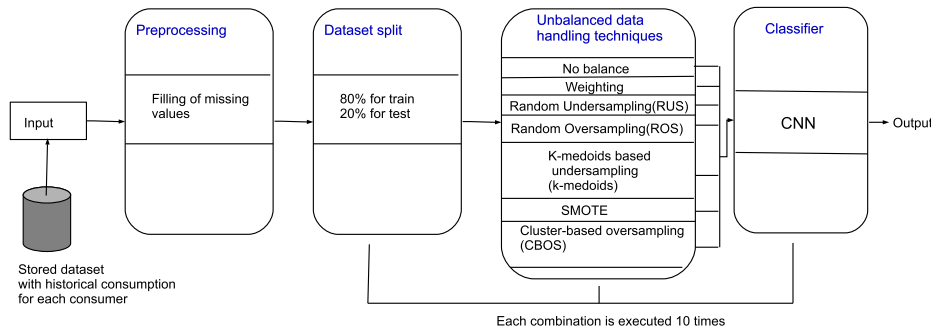 Input
Stored dataset
with historical consumption
for each consumer
Preprocessing
Filling of missing
values
Dataset split
80% for train
20% for test
Unbalanced data
handling techniques
No balance
Weighting
Random Undersampling(RUS)
Random Oversampling(ROS)
K-medoids based
undersampling
(k-medoids)
SMOTE
Cluster-based oversampling
(CBOS)
Classifier
CNN
Output
Each combination is executed 10 times